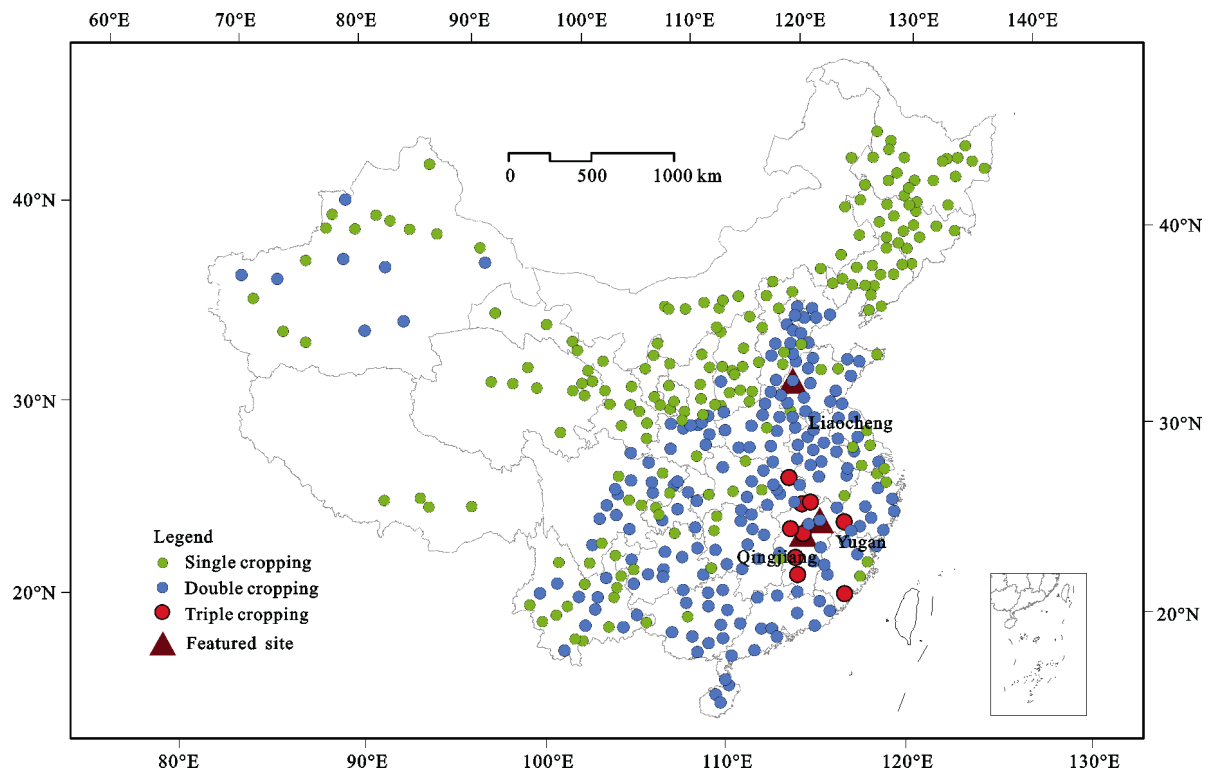 60°E 70°E 80°E 90°E 100°E 110°E 120°E 130°E 140°E
0 500 1000 km
40°N 40°N
30°N 30°N
Liaocheng
Legend
Single cropping
Double cropping
Triple cropping
Featured site
Yugan
Qingjiang
20°N 20°N
80°E 90°E 100°E 110°E 120°E 130°E